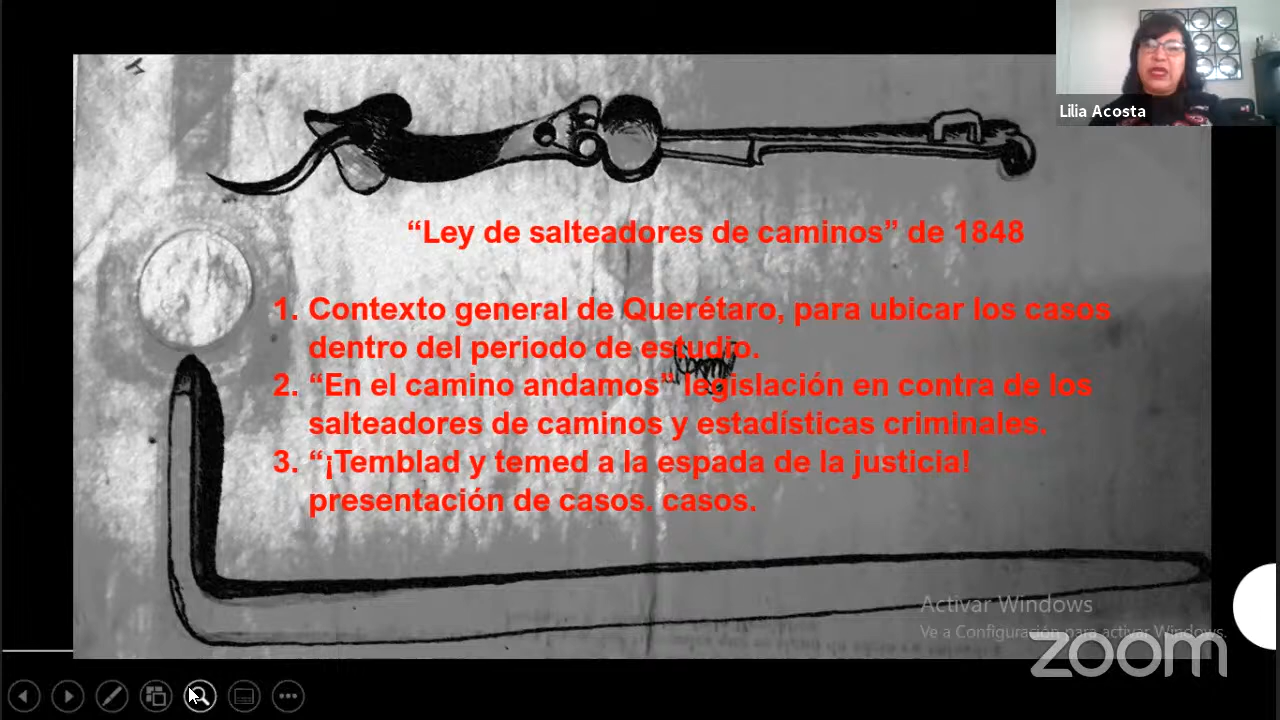 Lilia Acosta
“Ley de salteadores de caminos” de 1848
1. Contexto general de Querétaro, para ubicar los casos
dentro del periodo de estudio.
2. “En el camino andamos” legislación en contra de los
salteadores de caminos y estadísticas criminales.
3. “¡Temblad y temed a la espada de la justicia!
presentación de casos. casos.
Activar Windows
Ve a Configuración para activar Windows.
zoom